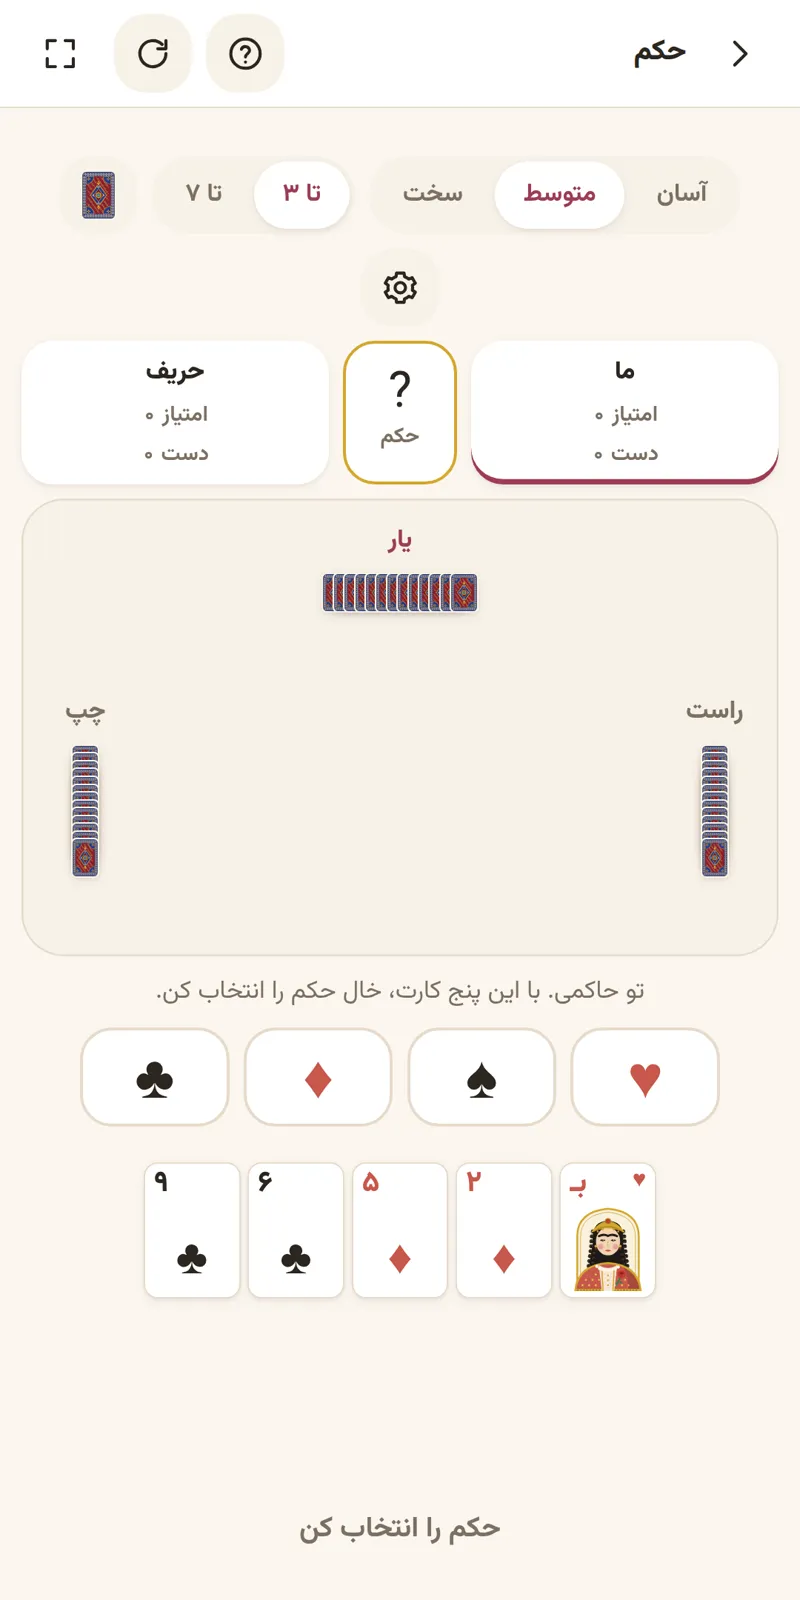 حکم
آسان متوسط سخت تا ۳ تا ۷
ما
امتیاز ۰
دست ۰
?
حکم
حریف
امتیاز ۰
دست ۰
یار
راست
چپ
تو حاکمی. با این پنج کارت، خال حکم را انتخاب کن.
♥ ♠ ♦ ♣
بـ ♥ ۲ ♦ ۵ ♦ ۶ ♣ ۹ ♣
حکم را انتخاب کن